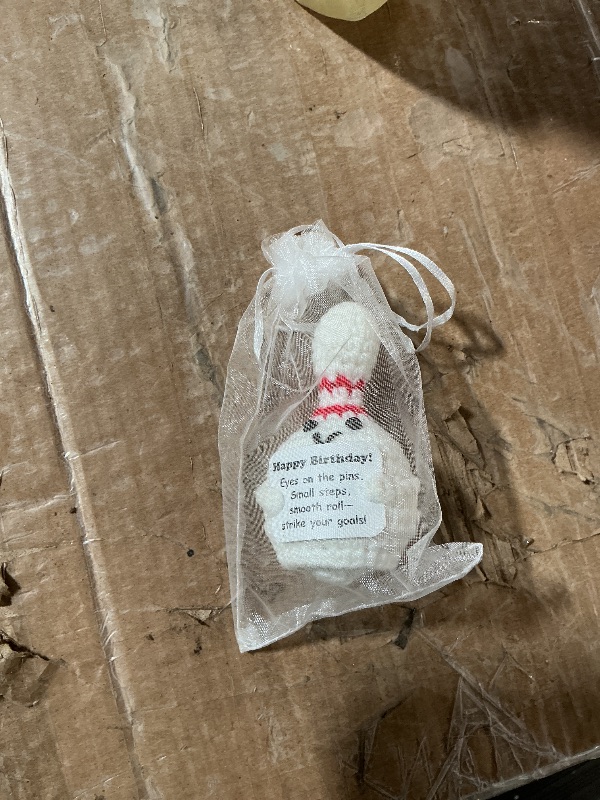 Happy Birthday!
Eyes on the pins.
Small steps,
smooth roll—
strike your goals!